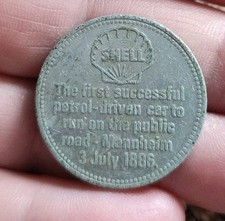 SHELL
The first successful
petrol-driven car to
run on the public
road - Mannheim
3 July 1886.